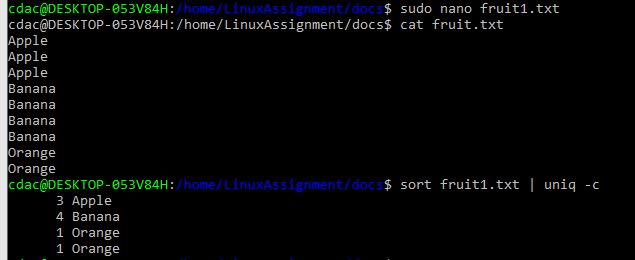 cdac@DESKTOP-053V84H:/home/LinuxAssignment/docs$ sudo nano fruit1.txt
cdac@DESKTOP-053V84H:/home/LinuxAssignment/docs$ cat fruit.txt
Apple
Apple
Apple
Banana
Banana
Banana
Banana
Orange
Orange
cdac@DESKTOP-053V84H:/home/LinuxAssignment/docs$ sort fruit1.txt | uniq -c
      3 Apple
      4 Banana
      1 Orange
      1 Orange